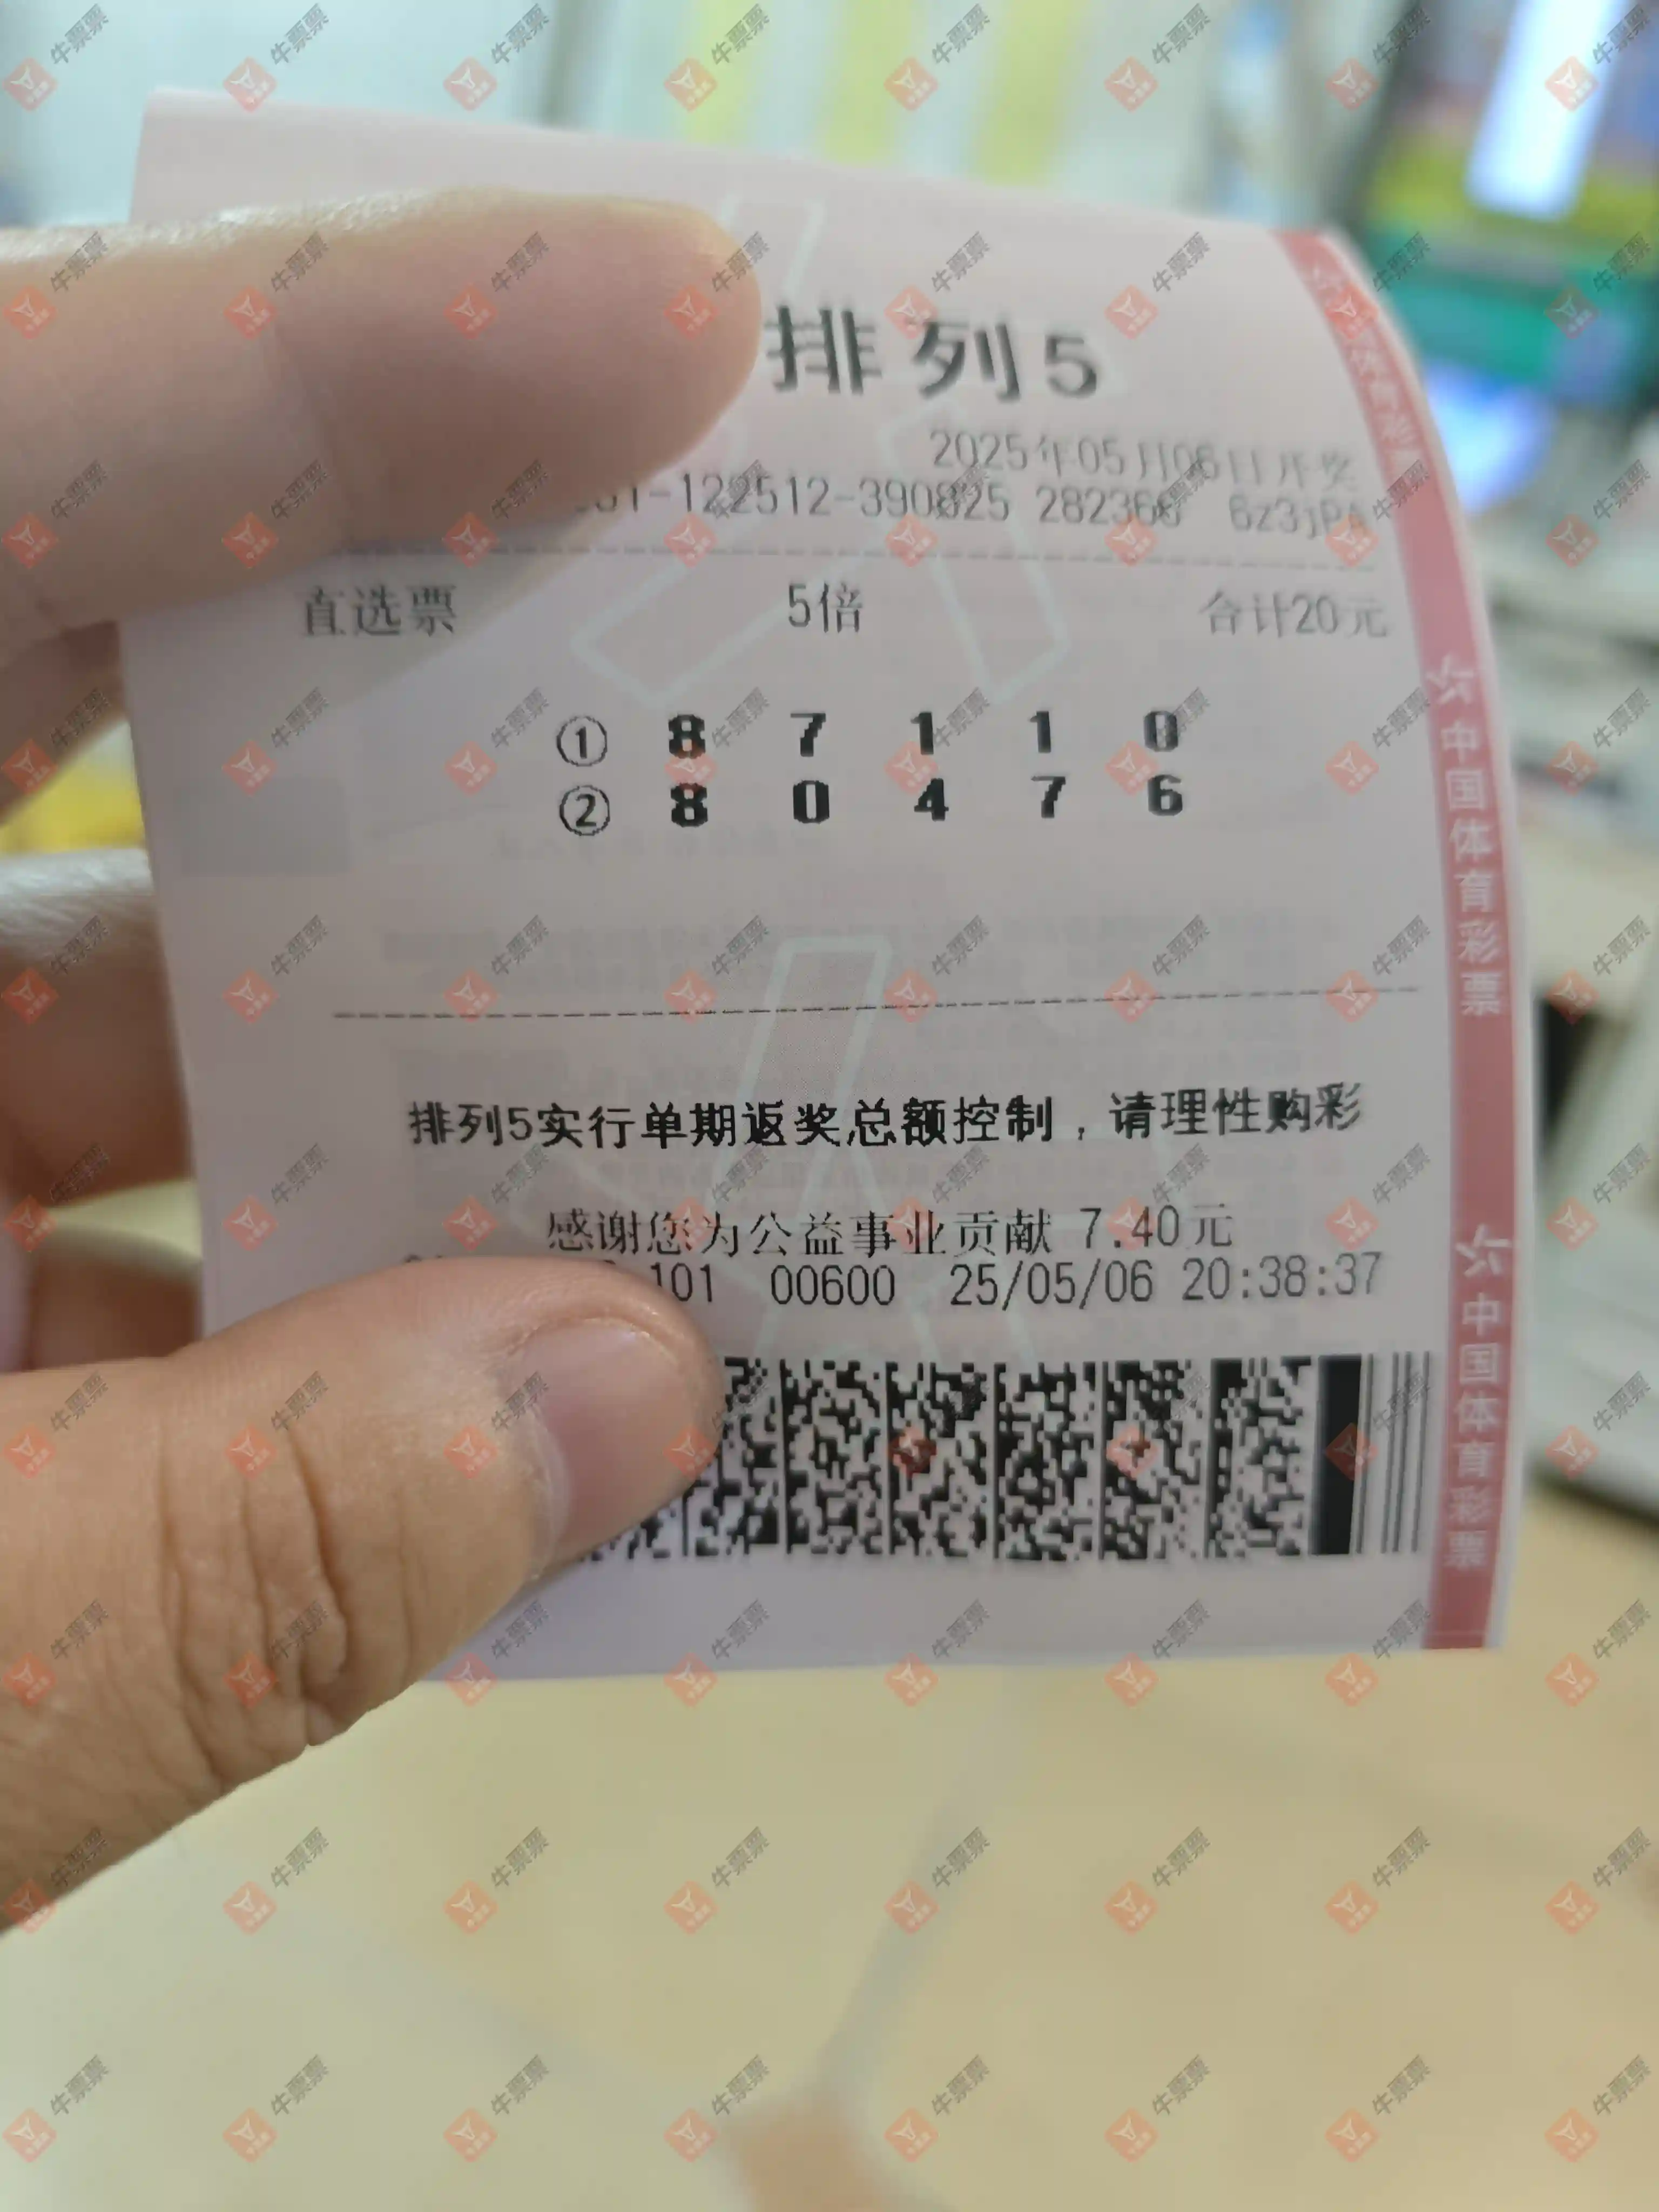 排列5
2025年05月06日开奖
-122512-390825 282366 6z3jPA
直选票 5倍 合计20元
① 8 7 1 1 0
② 8 0 4 7 6
排列5实行单期返奖总额控制，请理性购彩
感谢您为公益事业贡献 7.40元
101 00600 25/05/06 20:38:37
中国体育彩票
中国体育彩票
牛票票